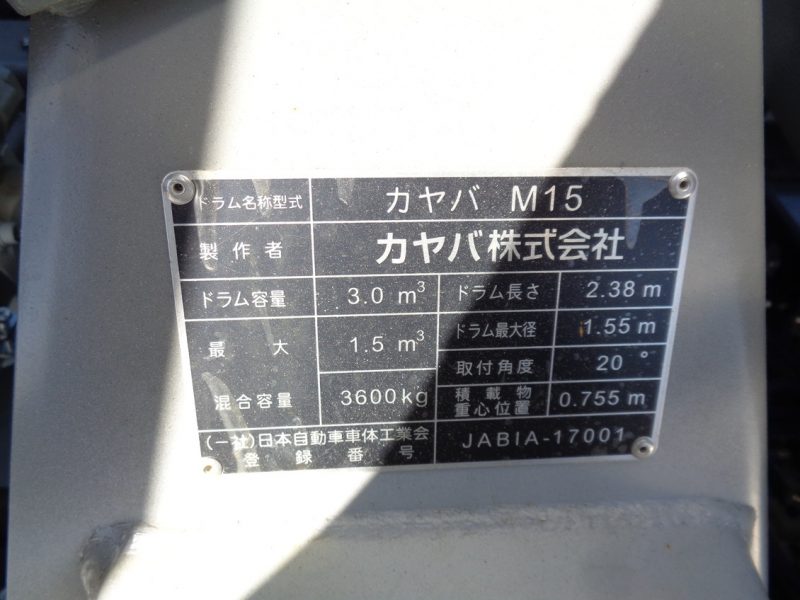 ドラム名称型式 カヤバ M15
製作者 カヤバ株式会社
ドラム容量 3.0 m³ ドラム長さ 2.38 m
最大 1.5 m³ ドラム最大径 1.55 m
取付角度 20°
混合容量 3600kg 積載物
重心位置 0.755 m
(一社)日本自動車車体工業会
登録番号 JABIA-17001